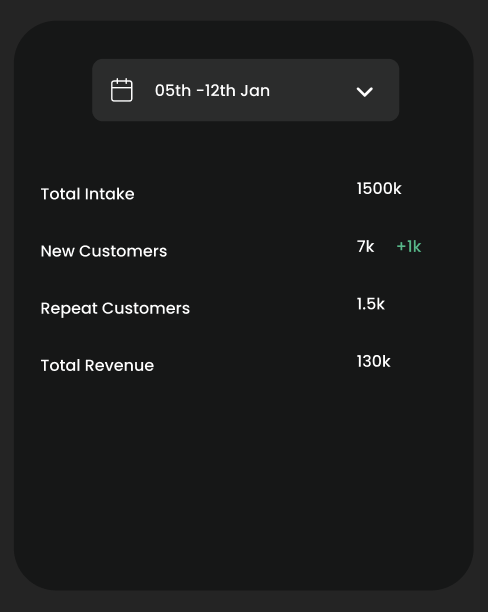 05th -12th Jan
Total Intake 1500k
New Customers 7k +1k
Repeat Customers 1.5k
Total Revenue 130k